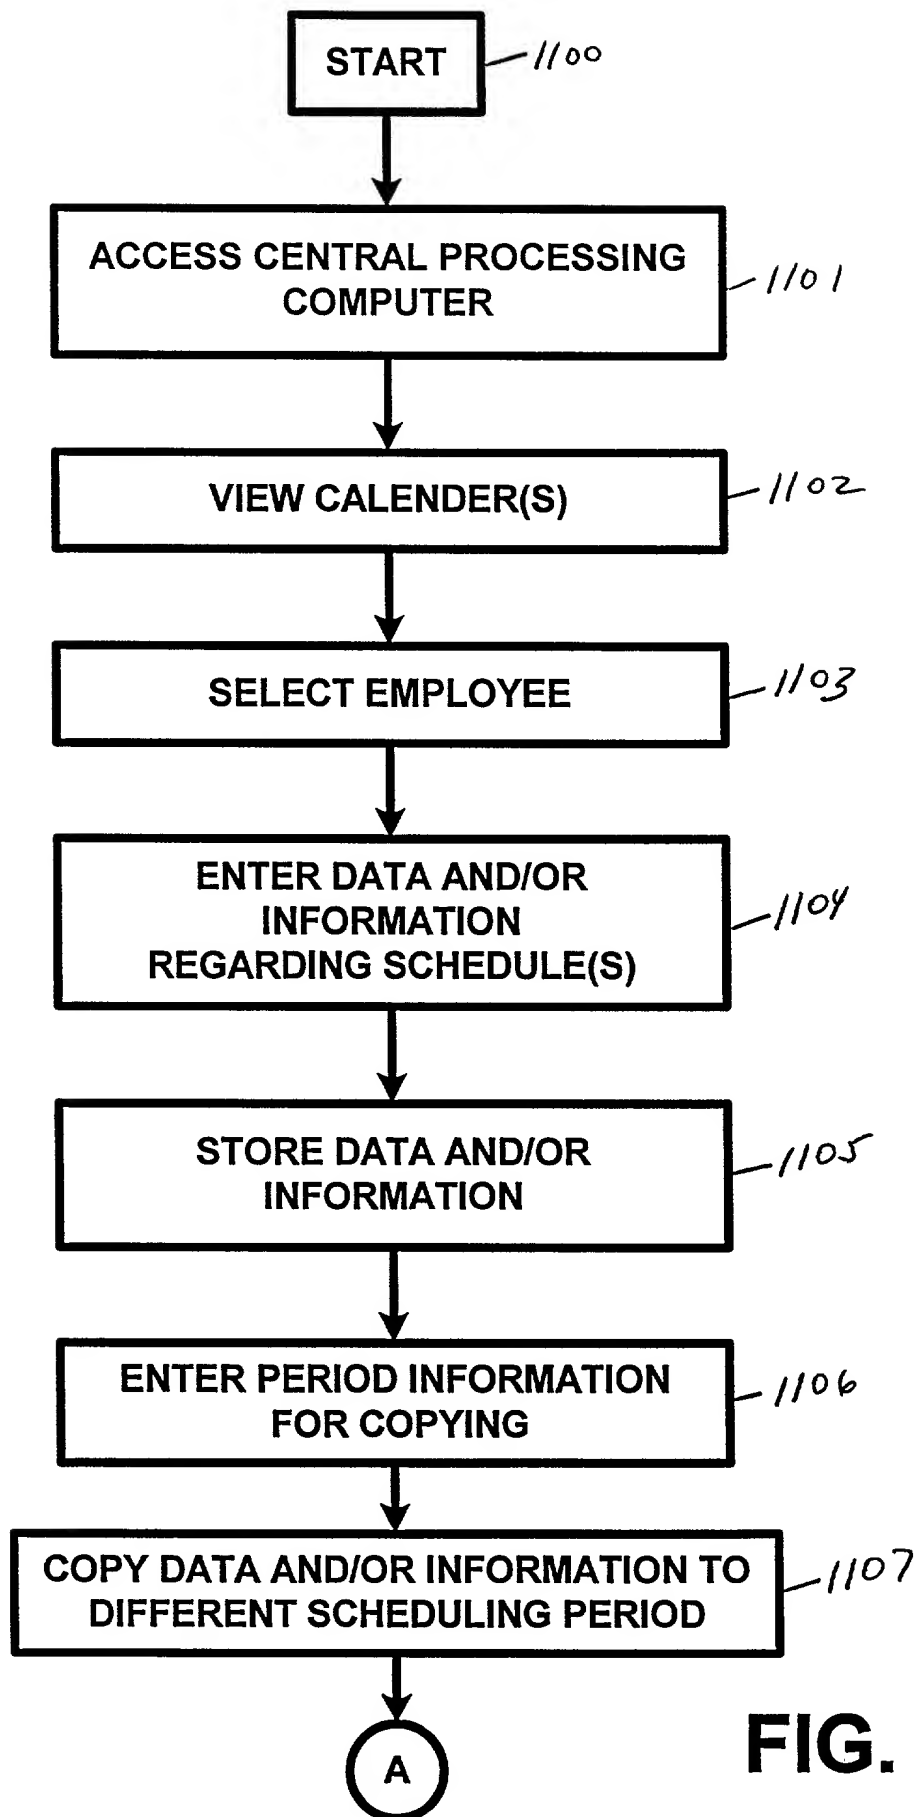 START
1100
ACCESS CENTRAL PROCESSING
COMPUTER
1101
VIEW CALENDER(S)
1102
SELECT EMPLOYEE
1103
ENTER DATA AND/OR
INFORMATION
REGARDING SCHEDULE(S)
1104
STORE DATA AND/OR
INFORMATION
1105
ENTER PERIOD INFORMATION
FOR COPYING
1106
COPY DATA AND/OR INFORMATION TO
DIFFERENT SCHEDULING PERIOD
1107
A
FIG.